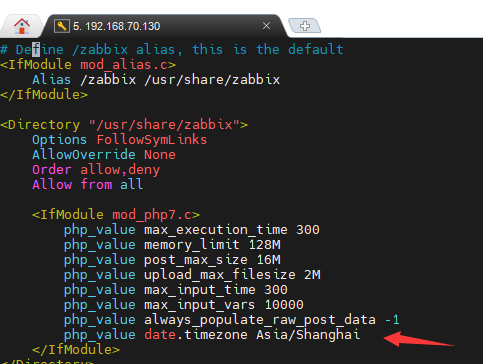 5. 192.168.70.130
# Define /zabbix alias, this is the default
<IfModule mod_alias.c>
    Alias /zabbix /usr/share/zabbix
</IfModule>

<Directory "/usr/share/zabbix">
    Options FollowSymLinks
    AllowOverride None
    Order allow,deny
    Allow from all

    <IfModule mod_php7.c>
        php_value max_execution_time 300
        php_value memory_limit 128M
        php_value post_max_size 16M
        php_value upload_max_filesize 2M
        php_value max_input_time 300
        php_value max_input_vars 10000
        php_value always_populate_raw_post_data -1
        php_value date.timezone Asia/Shanghai
    </IfModule>
</Directory>